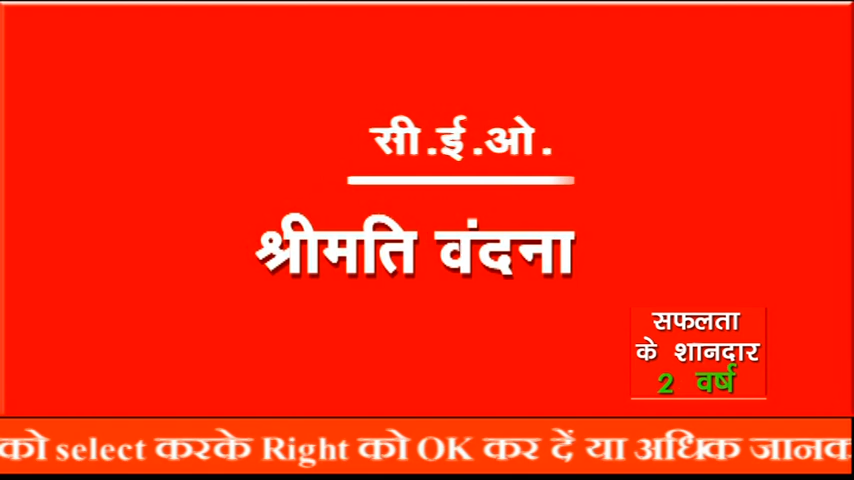 सी.ई.ओ.
श्रीमति वंदना
सफलता
के शानदार
2 वर्ष
को select करके Right को OK कर दें या अधिक